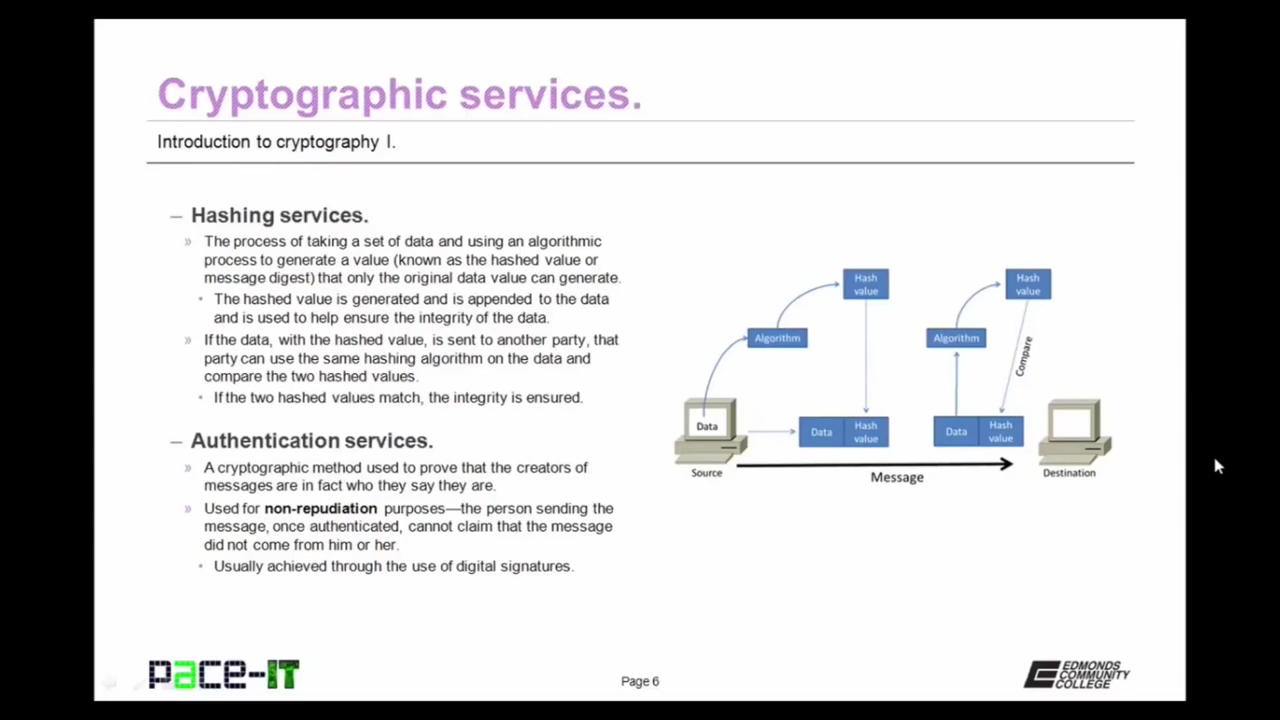 Cryptographic services.
Introduction to cryptography I.
– Hashing services.
» The process of taking a set of data and using an algorithmic
process to generate a value (known as the hashed value or
message digest) that only the original data value can generate.
• The hashed value is generated and is appended to the data
and is used to help ensure the integrity of the data.
» If the data, with the hashed value, is sent to another party, that
party can use the same hashing algorithm on the data and
compare the two hashed values.
• If the two hashed values match, the integrity is ensured.
– Authentication services.
» A cryptographic method used to prove that the creators of
messages are in fact who they say they are.
» Used for non-repudiation purposes—the person sending the
message, once authenticated, cannot claim that the message
did not come from him or her.
• Usually achieved through the use of digital signatures.
Hash
value
Hash
value
Algorithm
Algorithm
Compare
Data
Data
Hash
value
Data
Hash
value
Source
Message
Destination
pace-IT
Page 6
EDMONDS
COMMUNITY
COLLEGE